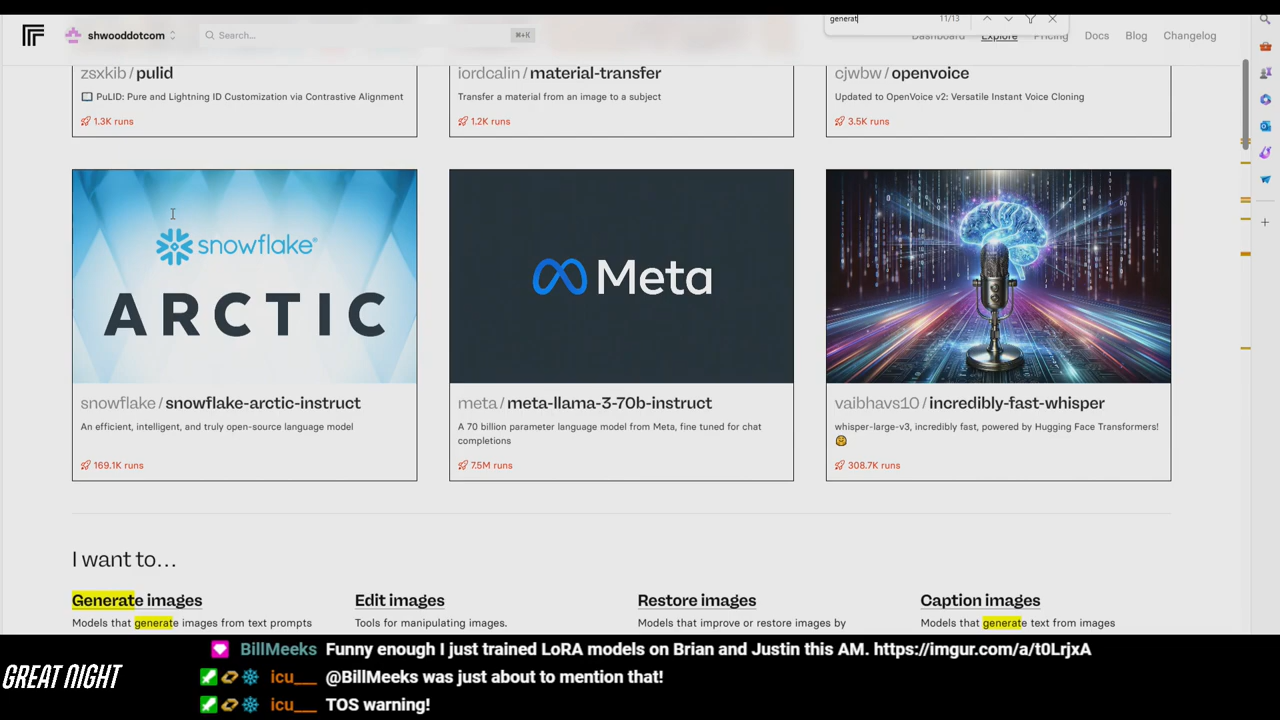 generat 11/13
shwooddotcom Search... ⌘+K Dashboard Explore Pricing Docs Blog Changelog
zsxkib / pulid
PuLID: Pure and Lightning ID Customization via Contrastive Alignment
1.3K runs
iordcalin / material-transfer
Transfer a material from an image to a subject
1.2K runs
cjwbw / openvoice
Updated to OpenVoice v2: Versatile Instant Voice Cloning
3.5K runs
snowflake®
ARCTIC
snowflake / snowflake-arctic-instruct
An efficient, intelligent, and truly open-source language model
169.1K runs
Meta
meta / meta-llama-3-70b-instruct
A 70 billion parameter language model from Meta, fine tuned for chat
completions
7.5M runs
vaibhavs10 / incredibly-fast-whisper
whisper-large-v3, incredibly fast, powered by Hugging Face Transformers!
🤗
308.7K runs
I want to…
Generate images
Models that generate images from text prompts
Edit images
Tools for manipulating images.
Restore images
Models that improve or restore images by
Caption images
Models that generate text from images
GREAT NIGHT
BillMeeks Funny enough I just trained LoRA models on Brian and Justin this AM. https://imgur.com/a/t0LrjxA
icu___ @BillMeeks was just about to mention that!
icu___ TOS warning!